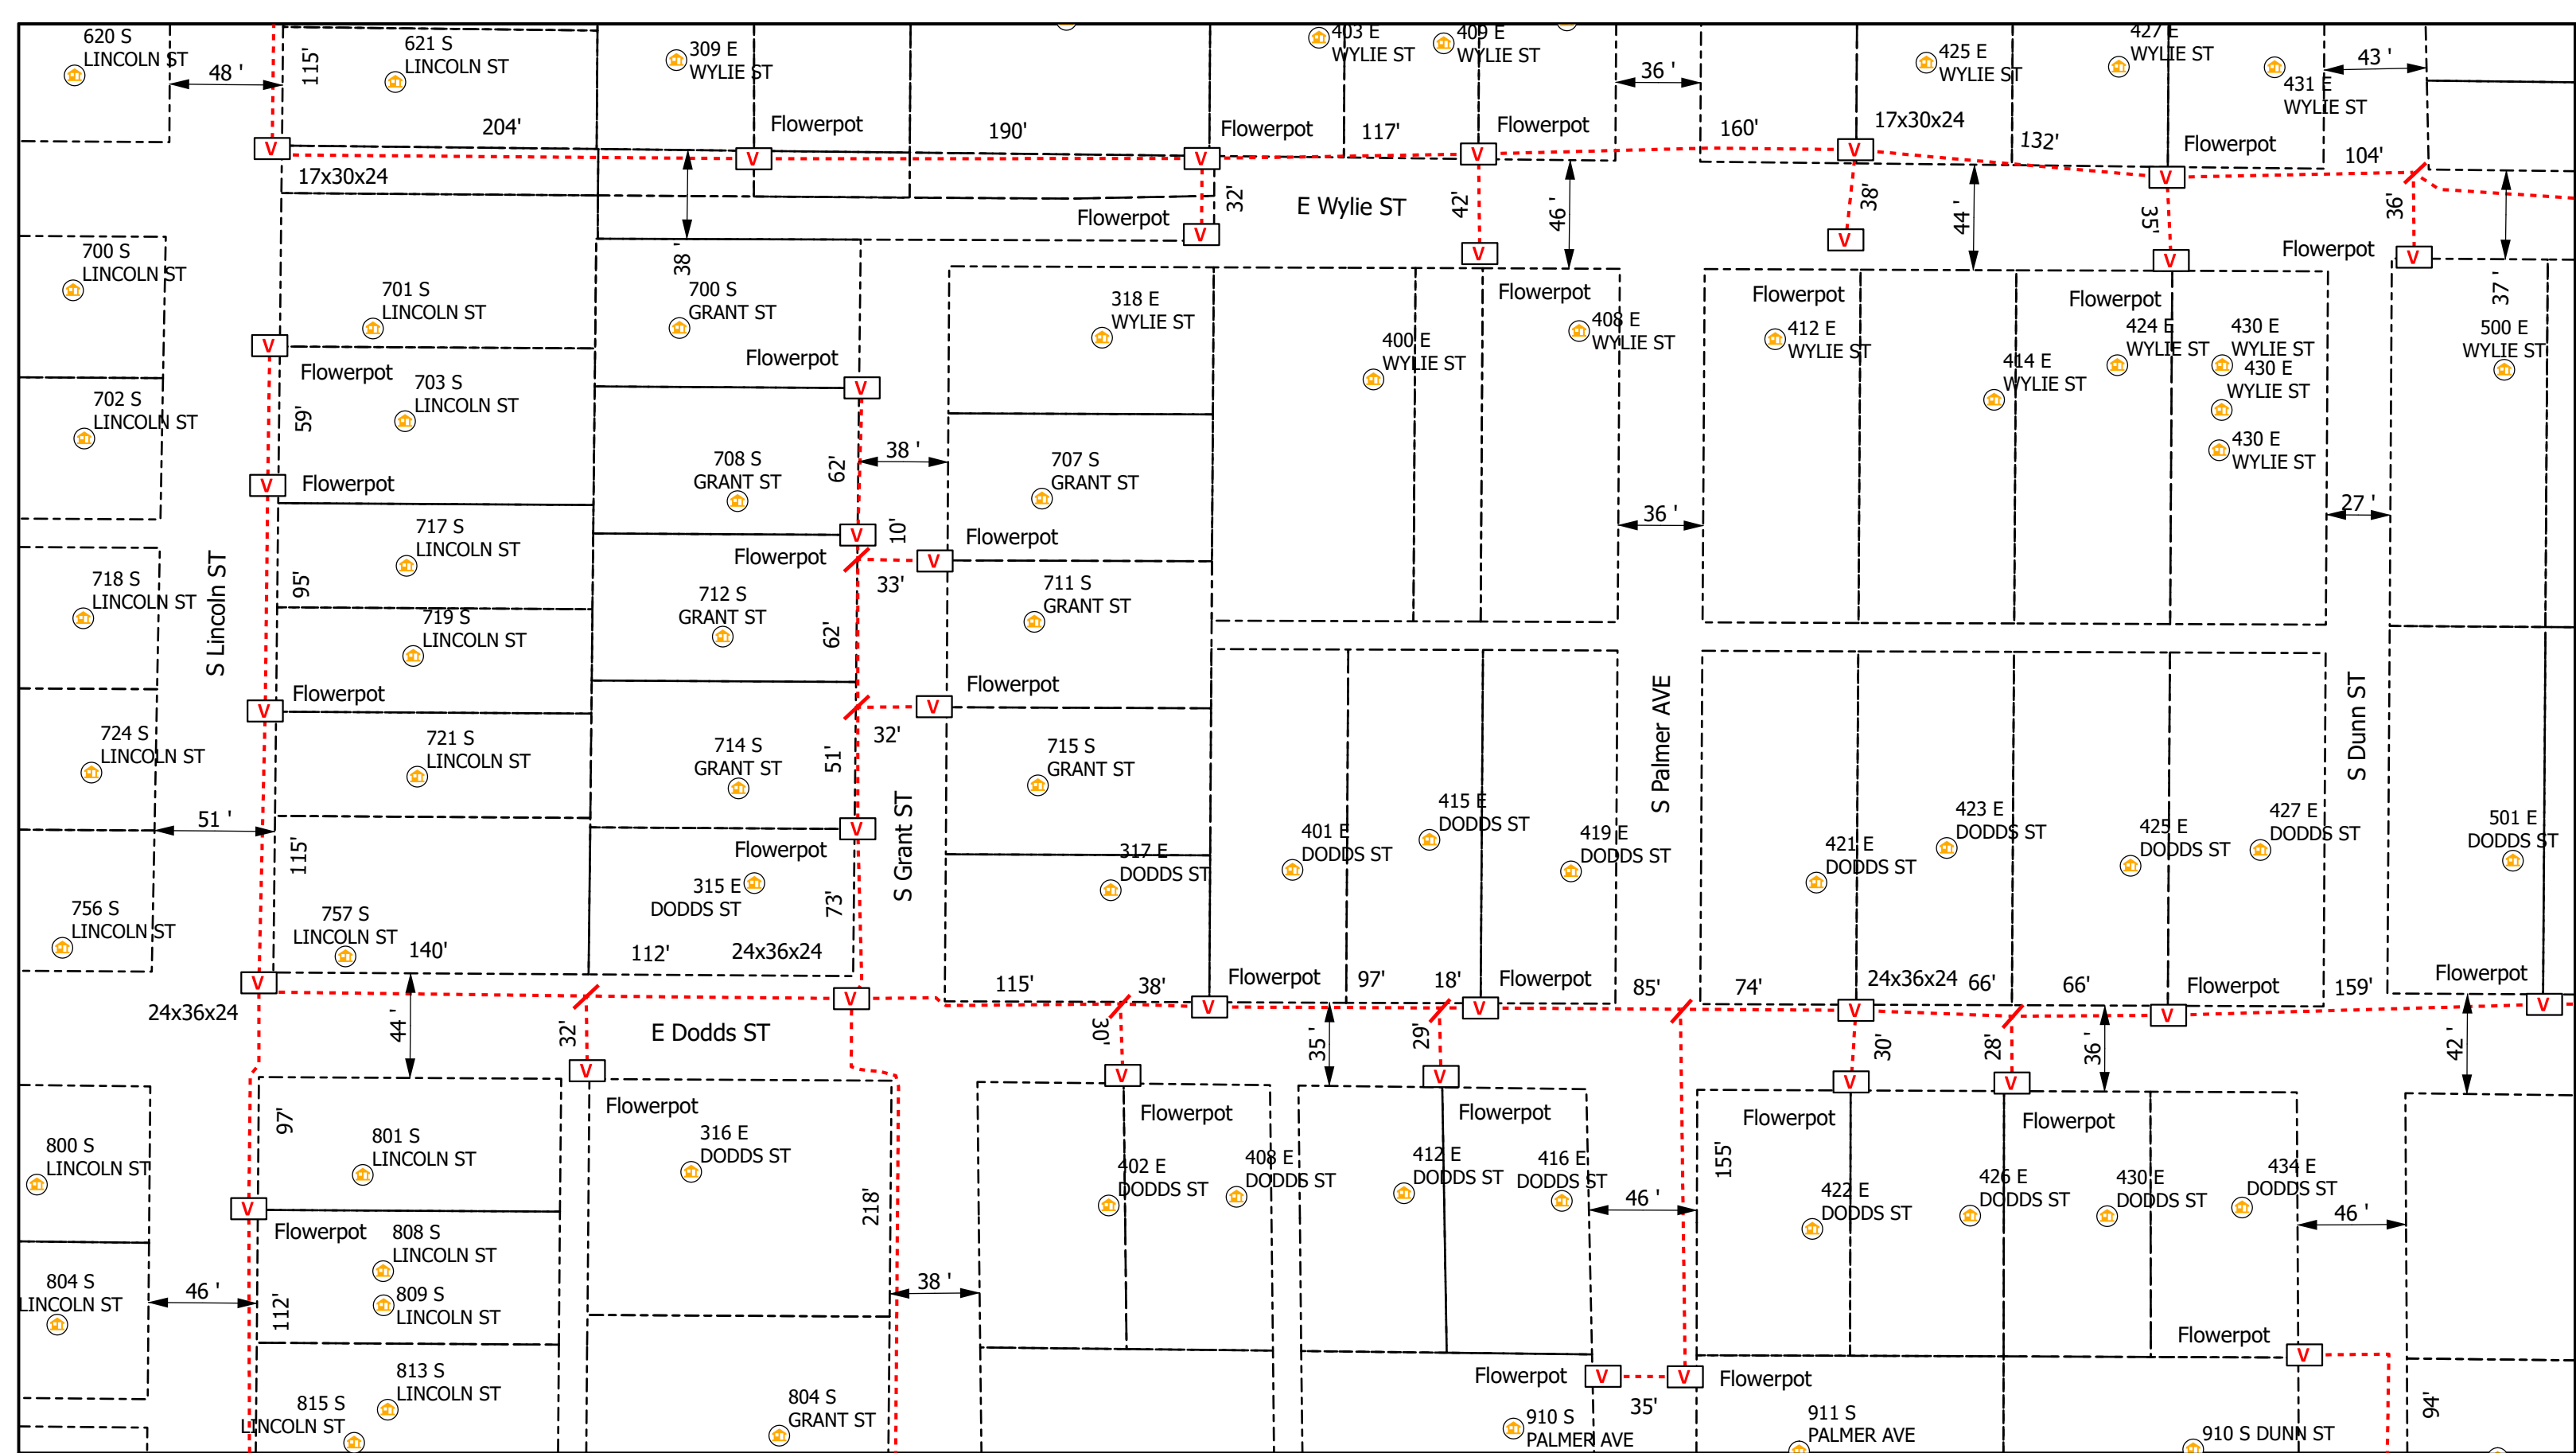 620 S
LINCOLN ST
48 '
115'
621 S
LINCOLN ST
309 E
WYLIE ST
403 E
WYLIE ST
409 E
WYLIE ST
36 '
425 E
WYLIE ST
427 E
WYLIE ST
431 E
WYLIE ST
43 '
V
204'
V
Flowerpot
190'
V
Flowerpot
117'
V
Flowerpot
160'
V
17x30x24
132'
V
Flowerpot
104'
17x30x24
38 '
Flowerpot
V
32'
E Wylie ST
42'
V
46 '
38'
V
44 '
35'
V
36'
Flowerpot
V
37 '
700 S
LINCOLN ST
701 S
LINCOLN ST
700 S
GRANT ST
318 E
WYLIE ST
400 E
WYLIE ST
Flowerpot
408 E
WYLIE ST
Flowerpot
412 E
WYLIE ST
414 E
WYLIE ST
Flowerpot
424 E
WYLIE ST
430 E
WYLIE ST
430 E
WYLIE ST
430 E
WYLIE ST
500 E
WYLIE ST
V
Flowerpot
Flowerpot
V
702 S
LINCOLN ST
59'
703 S
LINCOLN ST
708 S
GRANT ST
62'
38 '
707 S
GRANT ST
V
Flowerpot
36 '
27 '
717 S
LINCOLN ST
V
Flowerpot
10'
33'
V
Flowerpot
718 S
LINCOLN ST
S Lincoln ST
95'
719 S
LINCOLN ST
712 S
GRANT ST
62'
711 S
GRANT ST
V
Flowerpot
32'
V
Flowerpot
724 S
LINCOLN ST
721 S
LINCOLN ST
714 S
GRANT ST
51'
715 S
GRANT ST
S Palmer AVE
S Dunn ST
51 '
115'
V
Flowerpot
S Grant ST
317 E
DODDS ST
401 E
DODDS ST
415 E
DODDS ST
419 E
DODDS ST
421 E
DODDS ST
423 E
DODDS ST
425 E
DODDS ST
427 E
DODDS ST
501 E
DODDS ST
315 E
DODDS ST
73'
756 S
LINCOLN ST
757 S
LINCOLN ST
140'
112'
24x36x24
V
24x36x24
V
115'
38'
V
Flowerpot
97'
18'
V
Flowerpot
85'
74'
V
24x36x24
66'
66'
V
Flowerpot
159'
Flowerpot
V
44 '
32'
V
E Dodds ST
30'
V
35 '
29'
V
30'
V
28'
V
36 '
42 '
97'
Flowerpot
Flowerpot
Flowerpot
Flowerpot
Flowerpot
800 S
LINCOLN ST
801 S
LINCOLN ST
316 E
DODDS ST
402 E
DODDS ST
408 E
DODDS ST
412 E
DODDS ST
416 E
DODDS ST
155'
422 E
DODDS ST
426 E
DODDS ST
430 E
DODDS ST
434 E
DODDS ST
V
Flowerpot
218'
46 '
46 '
808 S
LINCOLN ST
809 S
LINCOLN ST
804 S
LINCOLN ST
46 '
112'
38 '
Flowerpot
V
Flowerpot
V
35'
V
Flowerpot
813 S
LINCOLN ST
815 S
LINCOLN ST
804 S
GRANT ST
910 S
PALMER AVE
911 S
PALMER AVE
910 S DUNN ST
94'